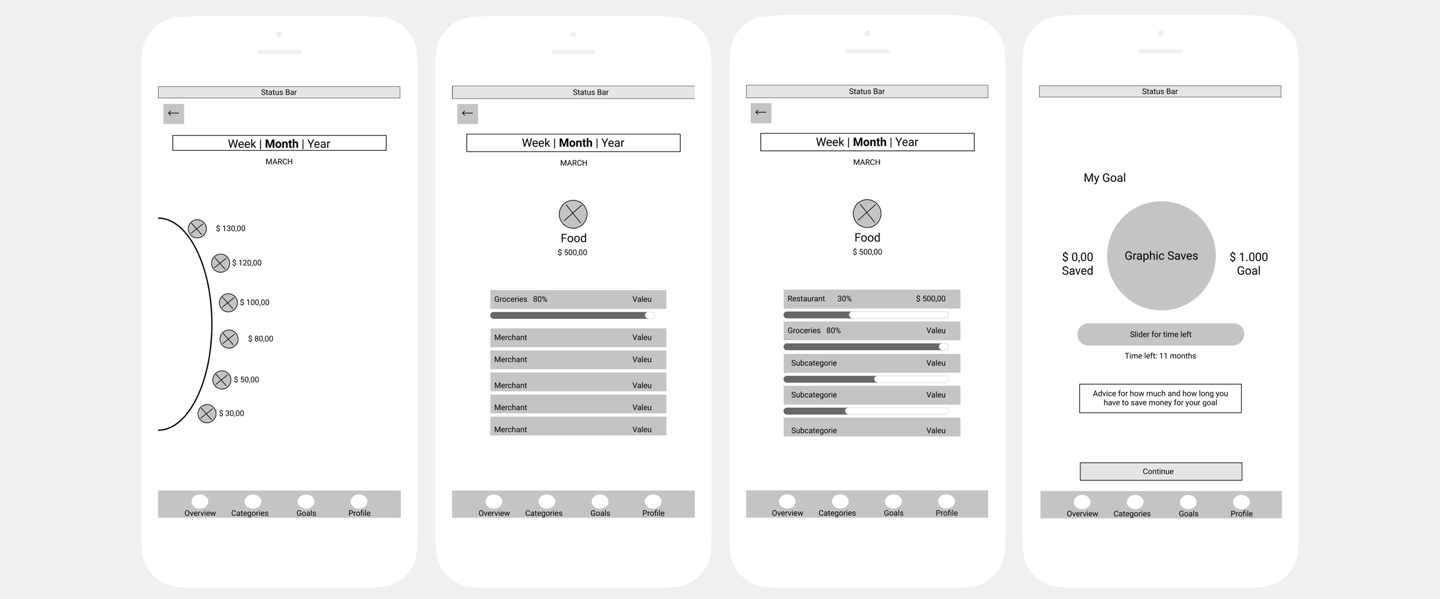 Status Bar
←
Week | Month | Year
MARCH
$ 130,00
$ 120,00
$ 100,00
$ 80,00
$ 50,00
$ 30,00
Overview Categories Goals Profile
Status Bar
←
Week | Month | Year
MARCH
Food
$ 500,00
Groceries 80% Valeu
Merchant Valeu
Merchant Valeu
Merchant Valeu
Merchant Valeu
Merchant Valeu
Overview Categories Goals Profile
Status Bar
←
Week | Month | Year
MARCH
Food
$ 500,00
Restaurant 30% $ 500,00
Groceries 80% Valeu
Subcategorie Valeu
Subcategorie Valeu
Subcategorie Valeu
Overview Categories Goals Profile
Status Bar
My Goal
$ 0,00
Saved
Graphic Saves
$ 1.000
Goal
Slider for time left
Time left: 11 months
Advice for how much and how long you
have to save money for your goal
Continue
Overview Categories Goals Profile